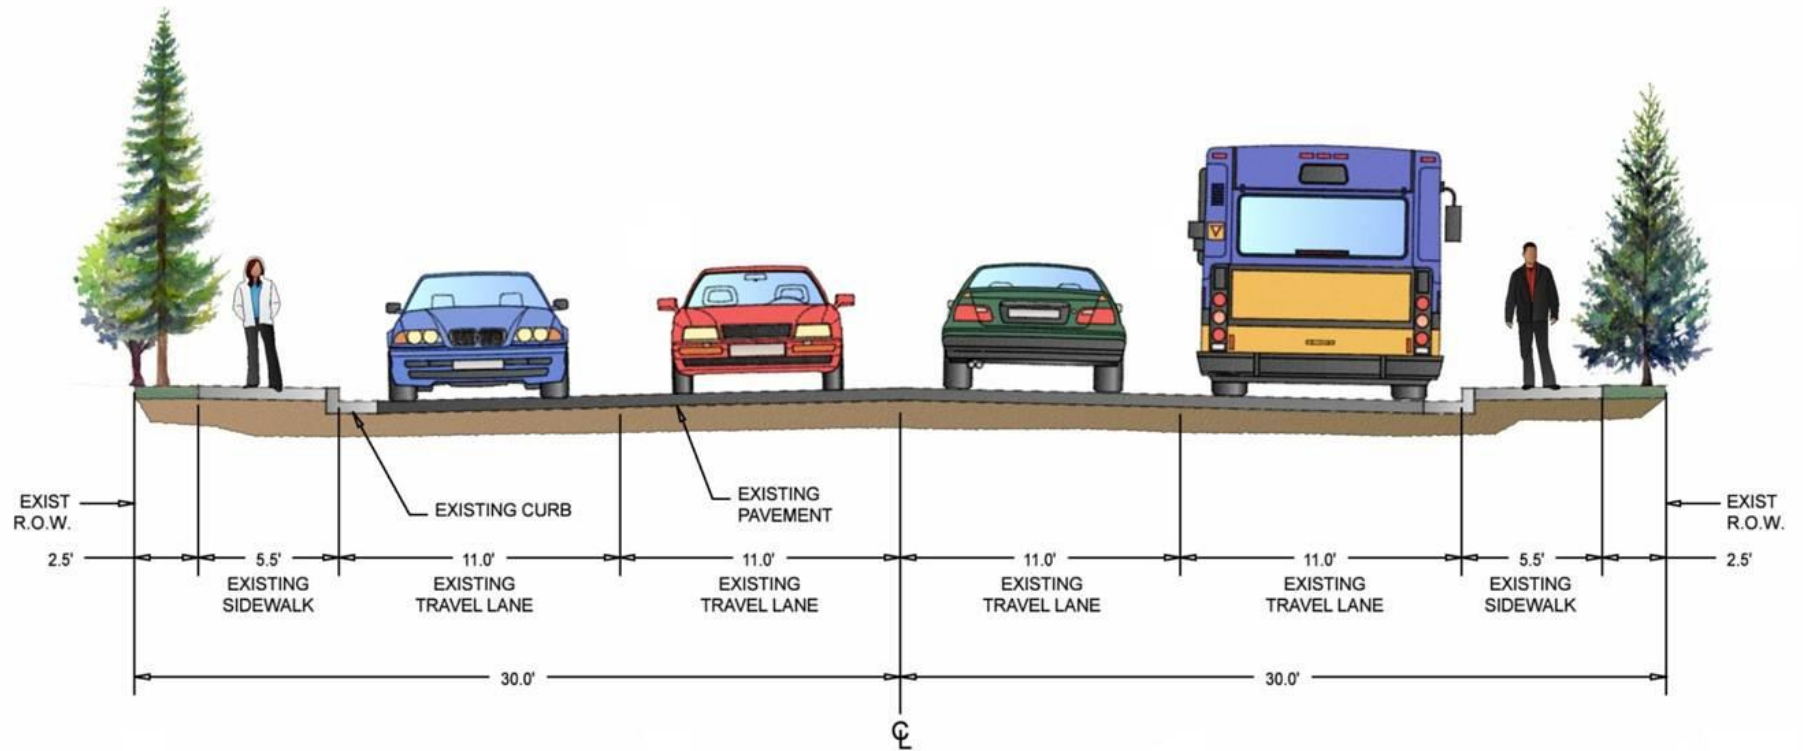 EXIST
R.O.W.
EXISTING CURB
EXISTING
PAVEMENT
EXIST
R.O.W.
2.5'
5.5'
11.0'
11.0'
11.0'
11.0'
5.5'
2.5'
EXISTING
SIDEWALK
EXISTING
TRAVEL LANE
EXISTING
TRAVEL LANE
EXISTING
TRAVEL LANE
EXISTING
TRAVEL LANE
EXISTING
SIDEWALK
30.0'
30.0'
℄